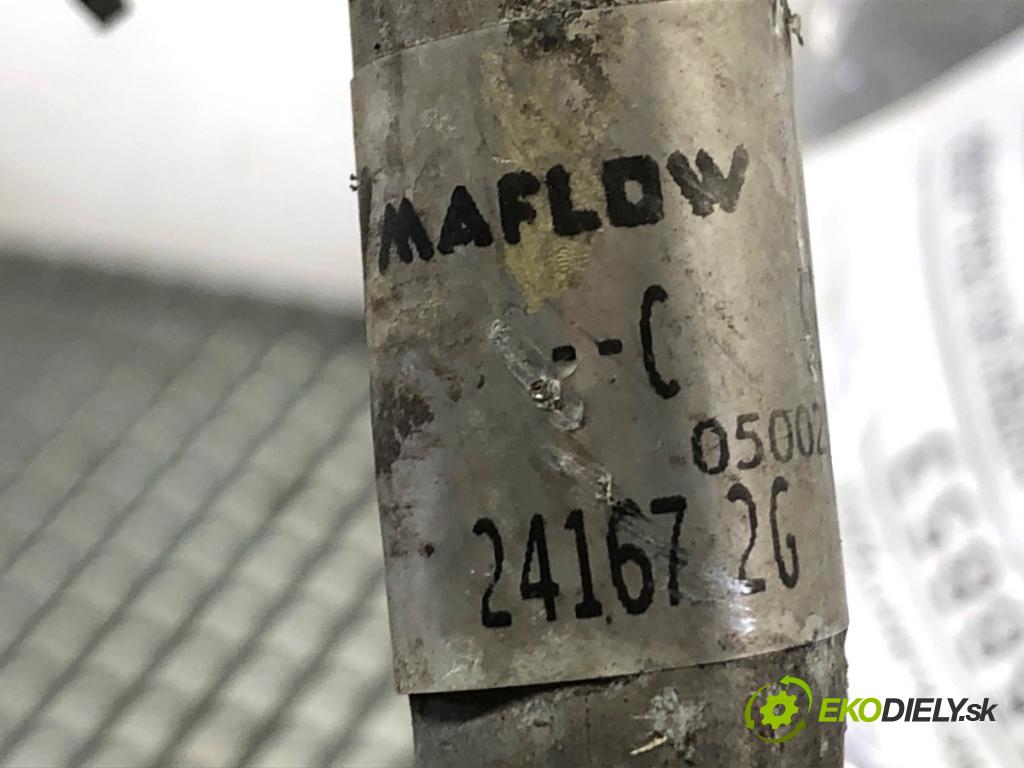 MAFLOW
--C
05002
24167 2G
EKODIELY.sk